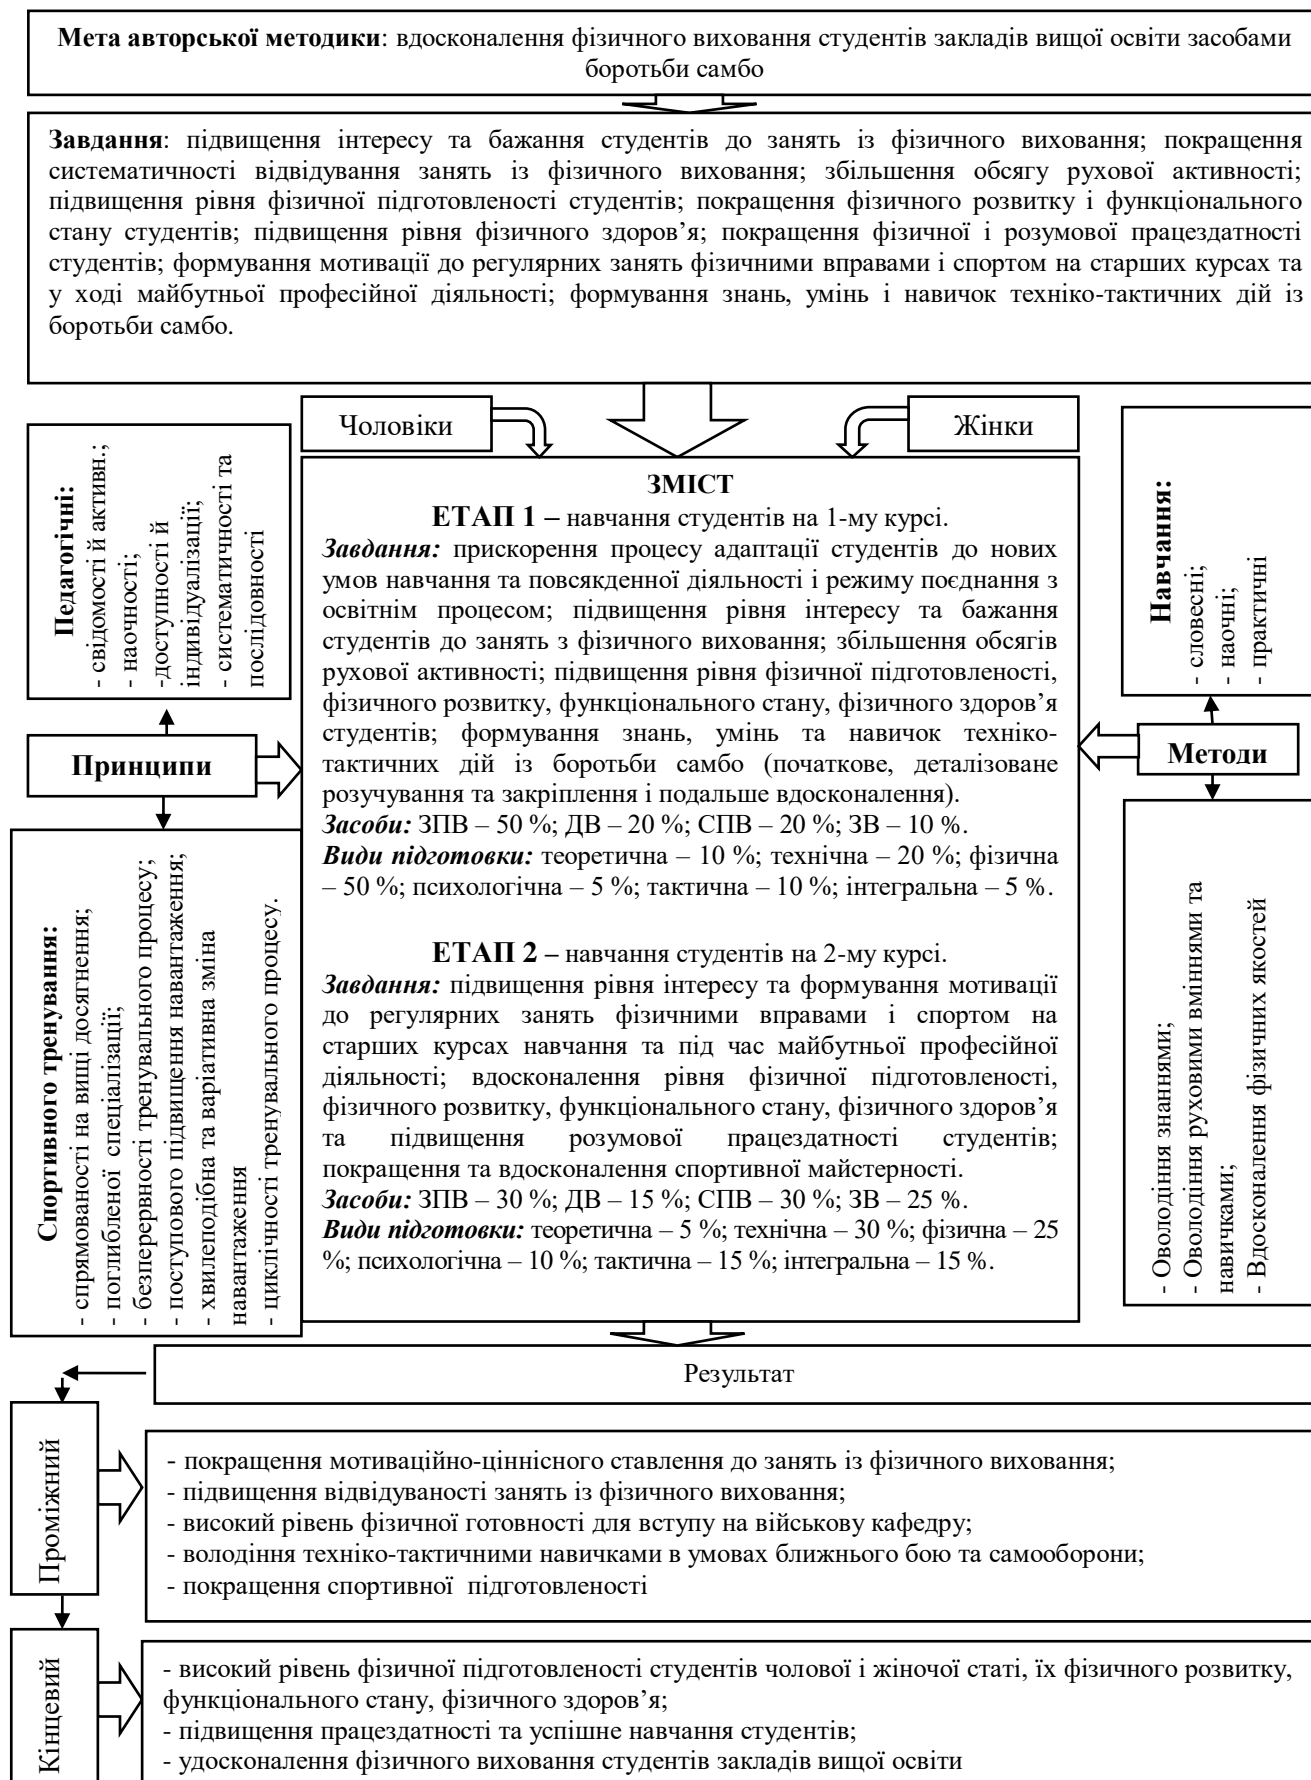 Мета авторської методики: вдосконалення фізичного виховання студентів закладів вищої освіти засобами
боротьби самбо
Завдання: підвищення інтересу та бажання студентів до занять із фізичного виховання; покращення
систематичності відвідування занять із фізичного виховання; збільшення обсягу рухової активності;
підвищення рівня фізичної підготовленості студентів; покращення фізичного розвитку і функціонального
стану студентів; підвищення рівня фізичного здоров’я; покращення фізичної і розумової працездатності
студентів; формування мотивації до регулярних занять фізичними вправами і спортом на старших курсах та
у ході майбутньої професійної діяльності; формування знань, умінь і навичок техніко-тактичних дій із
боротьби самбо.
Чоловіки
Жінки
Педагогічні:
- свідомості й активн.;
- наочності;
-доступності й
індивідуалізації;
- систематичності та
послідовності
Принципи
Спортивного тренування:
- спрямованості на вищі досягнення;
- поглибленої спеціалізації;
- безперервності тренувального процесу;
- поступового підвищення навантаження;
- хвилеподібна та варіативна зміна
навантаження
- циклічності тренувального процесу.
ЗМІСТ
ЕТАП 1 – навчання студентів на 1-му курсі.
Завдання: прискорення процесу адаптації студентів до нових
умов навчання та повсякденної діяльності і режиму поєднання з
освітнім процесом; підвищення рівня інтересу та бажання
студентів до занять з фізичного виховання; збільшення обсягів
рухової активності; підвищення рівня фізичної підготовленості,
фізичного розвитку, функціонального стану, фізичного здоров’я
студентів; формування знань, умінь та навичок техніко-
тактичних дій із боротьби самбо (початкове, деталізоване
розучування та закріплення і подальше вдосконалення).
Засоби: ЗПВ – 50 %; ДВ – 20 %; СПВ – 20 %; ЗВ – 10 %.
Види підготовки: теоретична – 10 %; технічна – 20 %; фізична
– 50 %; психологічна – 5 %; тактична – 10 %; інтегральна – 5 %.
ЕТАП 2 – навчання студентів на 2-му курсі.
Завдання: підвищення рівня інтересу та формування мотивації
до регулярних занять фізичними вправами і спортом на
старших курсах навчання та під час майбутньої професійної
діяльності; вдосконалення рівня фізичної підготовленості,
фізичного розвитку, функціонального стану, фізичного здоров’я
та підвищення розумової працездатності студентів;
покращення та вдосконалення спортивної майстерності.
Засоби: ЗПВ – 30 %; ДВ – 15 %; СПВ – 30 %; ЗВ – 25 %.
Види підготовки: теоретична – 5 %; технічна – 30 %; фізична – 25
%; психологічна – 10 %; тактична – 15 %; інтегральна – 15 %.
Навчання:
- словесні;
- наочні;
- практичні
Методи
- Оволодіння знаннями;
- Оволодіння руховими вміннями та
навичками;
- Вдосконалення фізичних якостей
Результат
Проміжний
- покращення мотиваційно-ціннісного ставлення до занять із фізичного виховання;
- підвищення відвідуваності занять із фізичного виховання;
- високий рівень фізичної готовності для вступу на військову кафедру;
- володіння техніко-тактичними навичками в умовах ближнього бою та самооборони;
- покращення спортивної підготовленості
Кінцевий
- високий рівень фізичної підготовленості студентів чолової і жіночої статі, їх фізичного розвитку,
функціонального стану, фізичного здоров’я;
- підвищення працездатності та успішне навчання студентів;
- удосконалення фізичного виховання студентів закладів вищої освіти